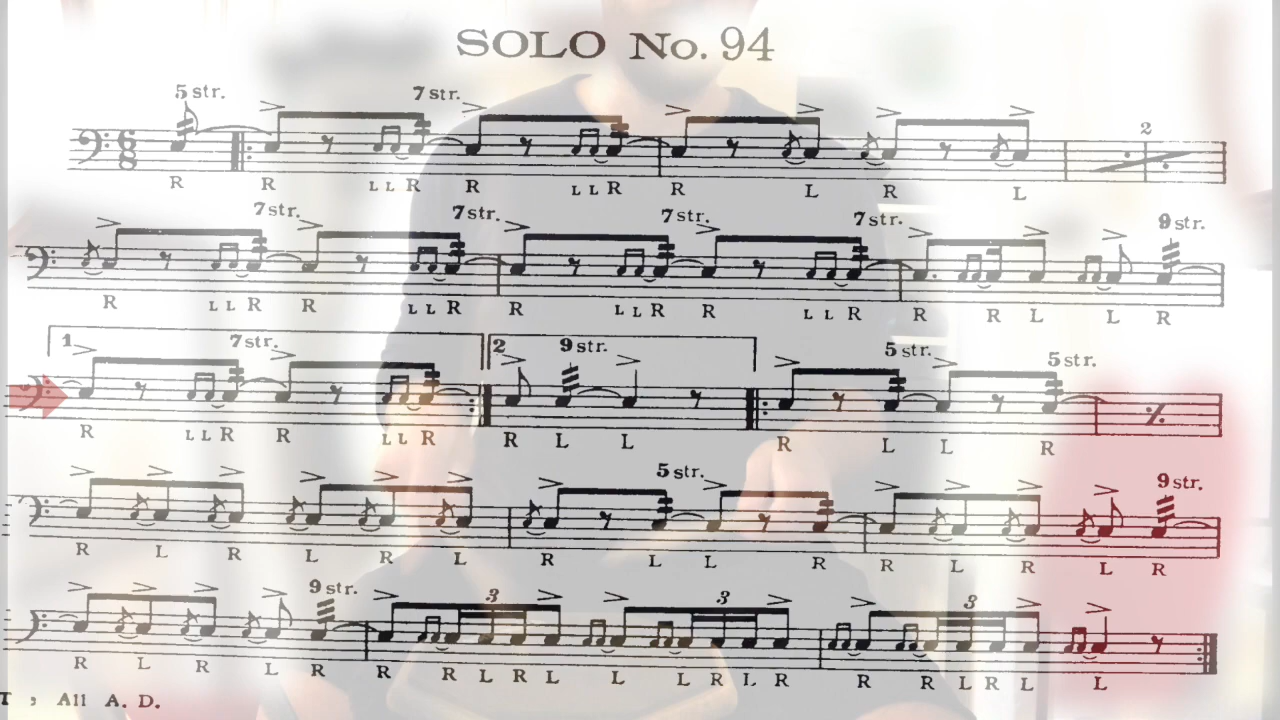 SOLO No. 94
5 str. 7 str.
6 8 2
R R L L R R L L R R L R L
7 str. 7 str. 7 str. 7 str. 9 str.
R L L R R L L R R L L R R L L R R R L L R
1 7 str. 2 9 str. 5 str. 5 str.
R L L R R L L R R L L R L L R
5 str. 9 str.
R L R L R L R L L R R L R L R
9 str. 3 3 3
R L R L R R R L R L L L R L R R L R L L
T , All A. D.